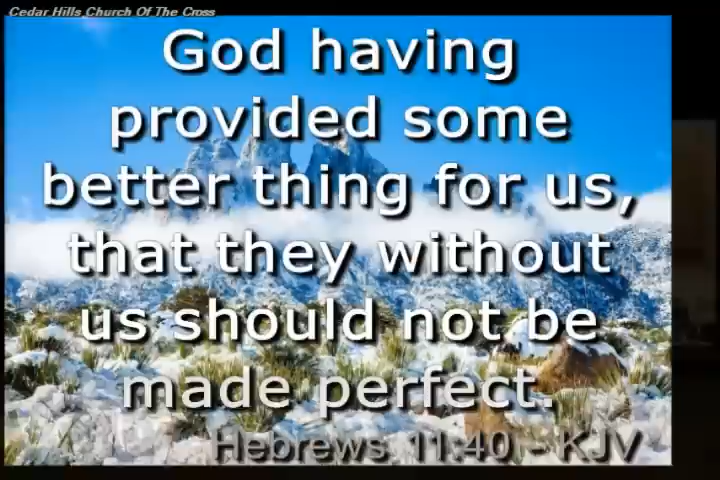 Cedar Hills Church Of The Cross
God having
provided some
better thing for us,
that they without
us should not be
made perfect.
Hebrews 11:40 - KJV